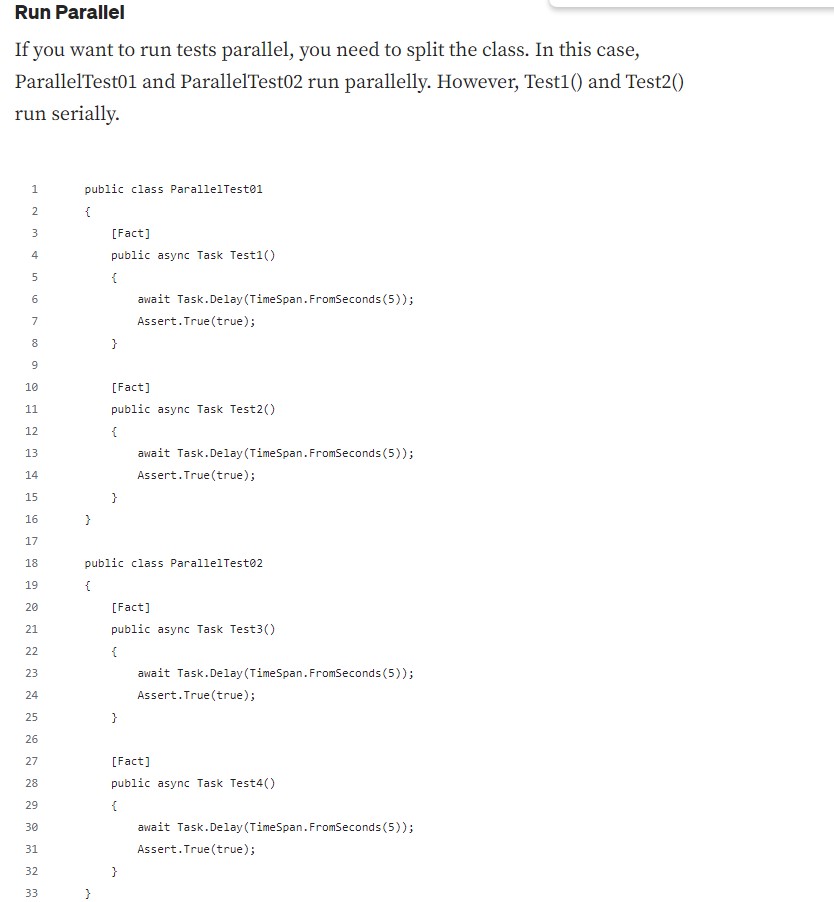 Run Parallel
If you want to run tests parallel, you need to split the class. In this case,
ParallelTest01 and ParallelTest02 run parallelly. However, Test1() and Test2()
run serially.
1 public class ParallelTest01
2 {
3 [Fact]
4 public async Task Test1()
5 {
6 await Task.Delay(TimeSpan.FromSeconds(5));
7 Assert.True(true);
8 }
9
10 [Fact]
11 public async Task Test2()
12 {
13 await Task.Delay(TimeSpan.FromSeconds(5));
14 Assert.True(true);
15 }
16 }
17
18 public class ParallelTest02
19 {
20 [Fact]
21 public async Task Test3()
22 {
23 await Task.Delay(TimeSpan.FromSeconds(5));
24 Assert.True(true);
25 }
26
27 [Fact]
28 public async Task Test4()
29 {
30 await Task.Delay(TimeSpan.FromSeconds(5));
31 Assert.True(true);
32 }
33 }